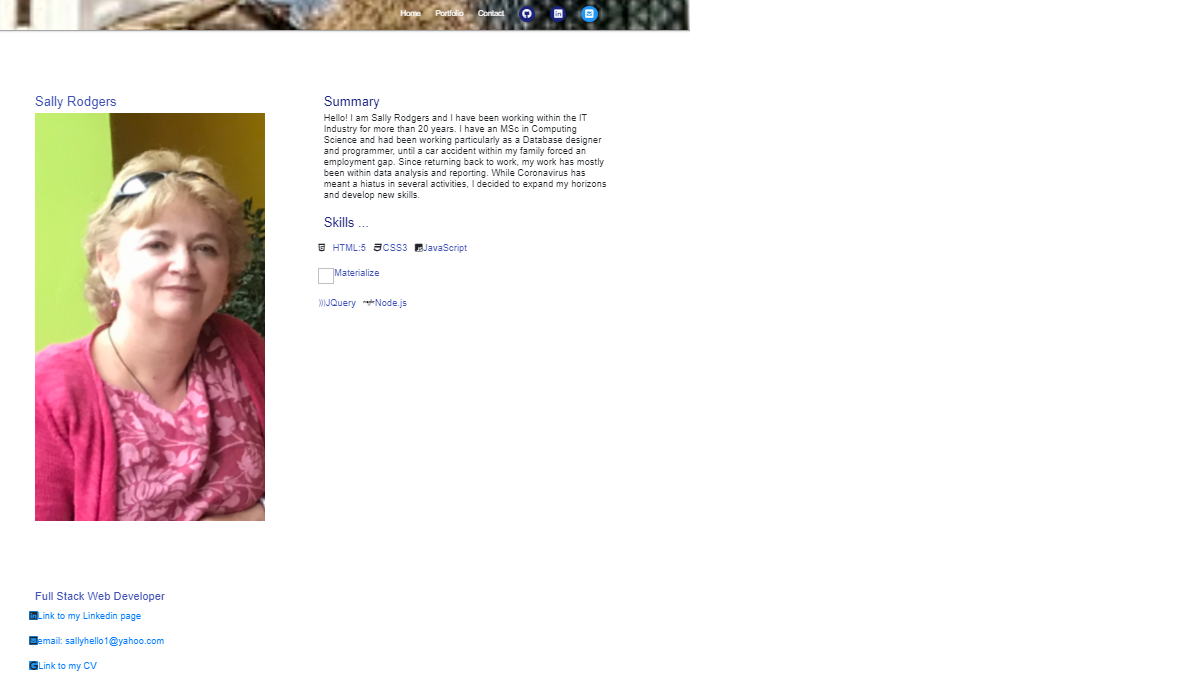 Home Portfolio Contact
Sally Rodgers
Summary
Hello! I am Sally Rodgers and I have been working within the IT
Industry for more than 20 years. I have an MSc in Computing
Science and had been working particularly as a Database designer
and programmer, until a car accident within my family forced an
employment gap. Since returning back to work, my work has mostly
been within data analysis and reporting. While Coronavirus has
meant a hiatus in several activities, I decided to expand my horizons
and develop new skills.
Skills ...
HTML:5 CSS3 JavaScript
Materialize
JQuery Node.js
Full Stack Web Developer
Link to my Linkedin page
email: sallyhello1@yahoo.com
Link to my CV